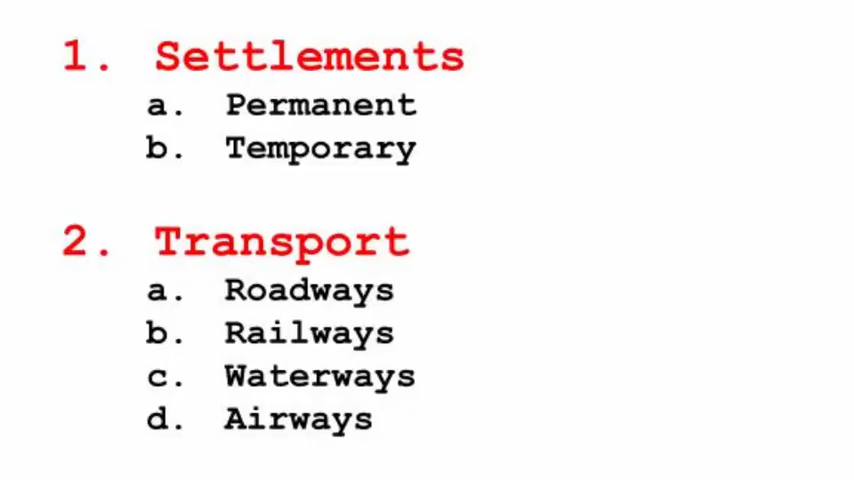 1. Settlements
a. Permanent
b. Temporary
2. Transport
a. Roadways
b. Railways
c. Waterways
d. Airways